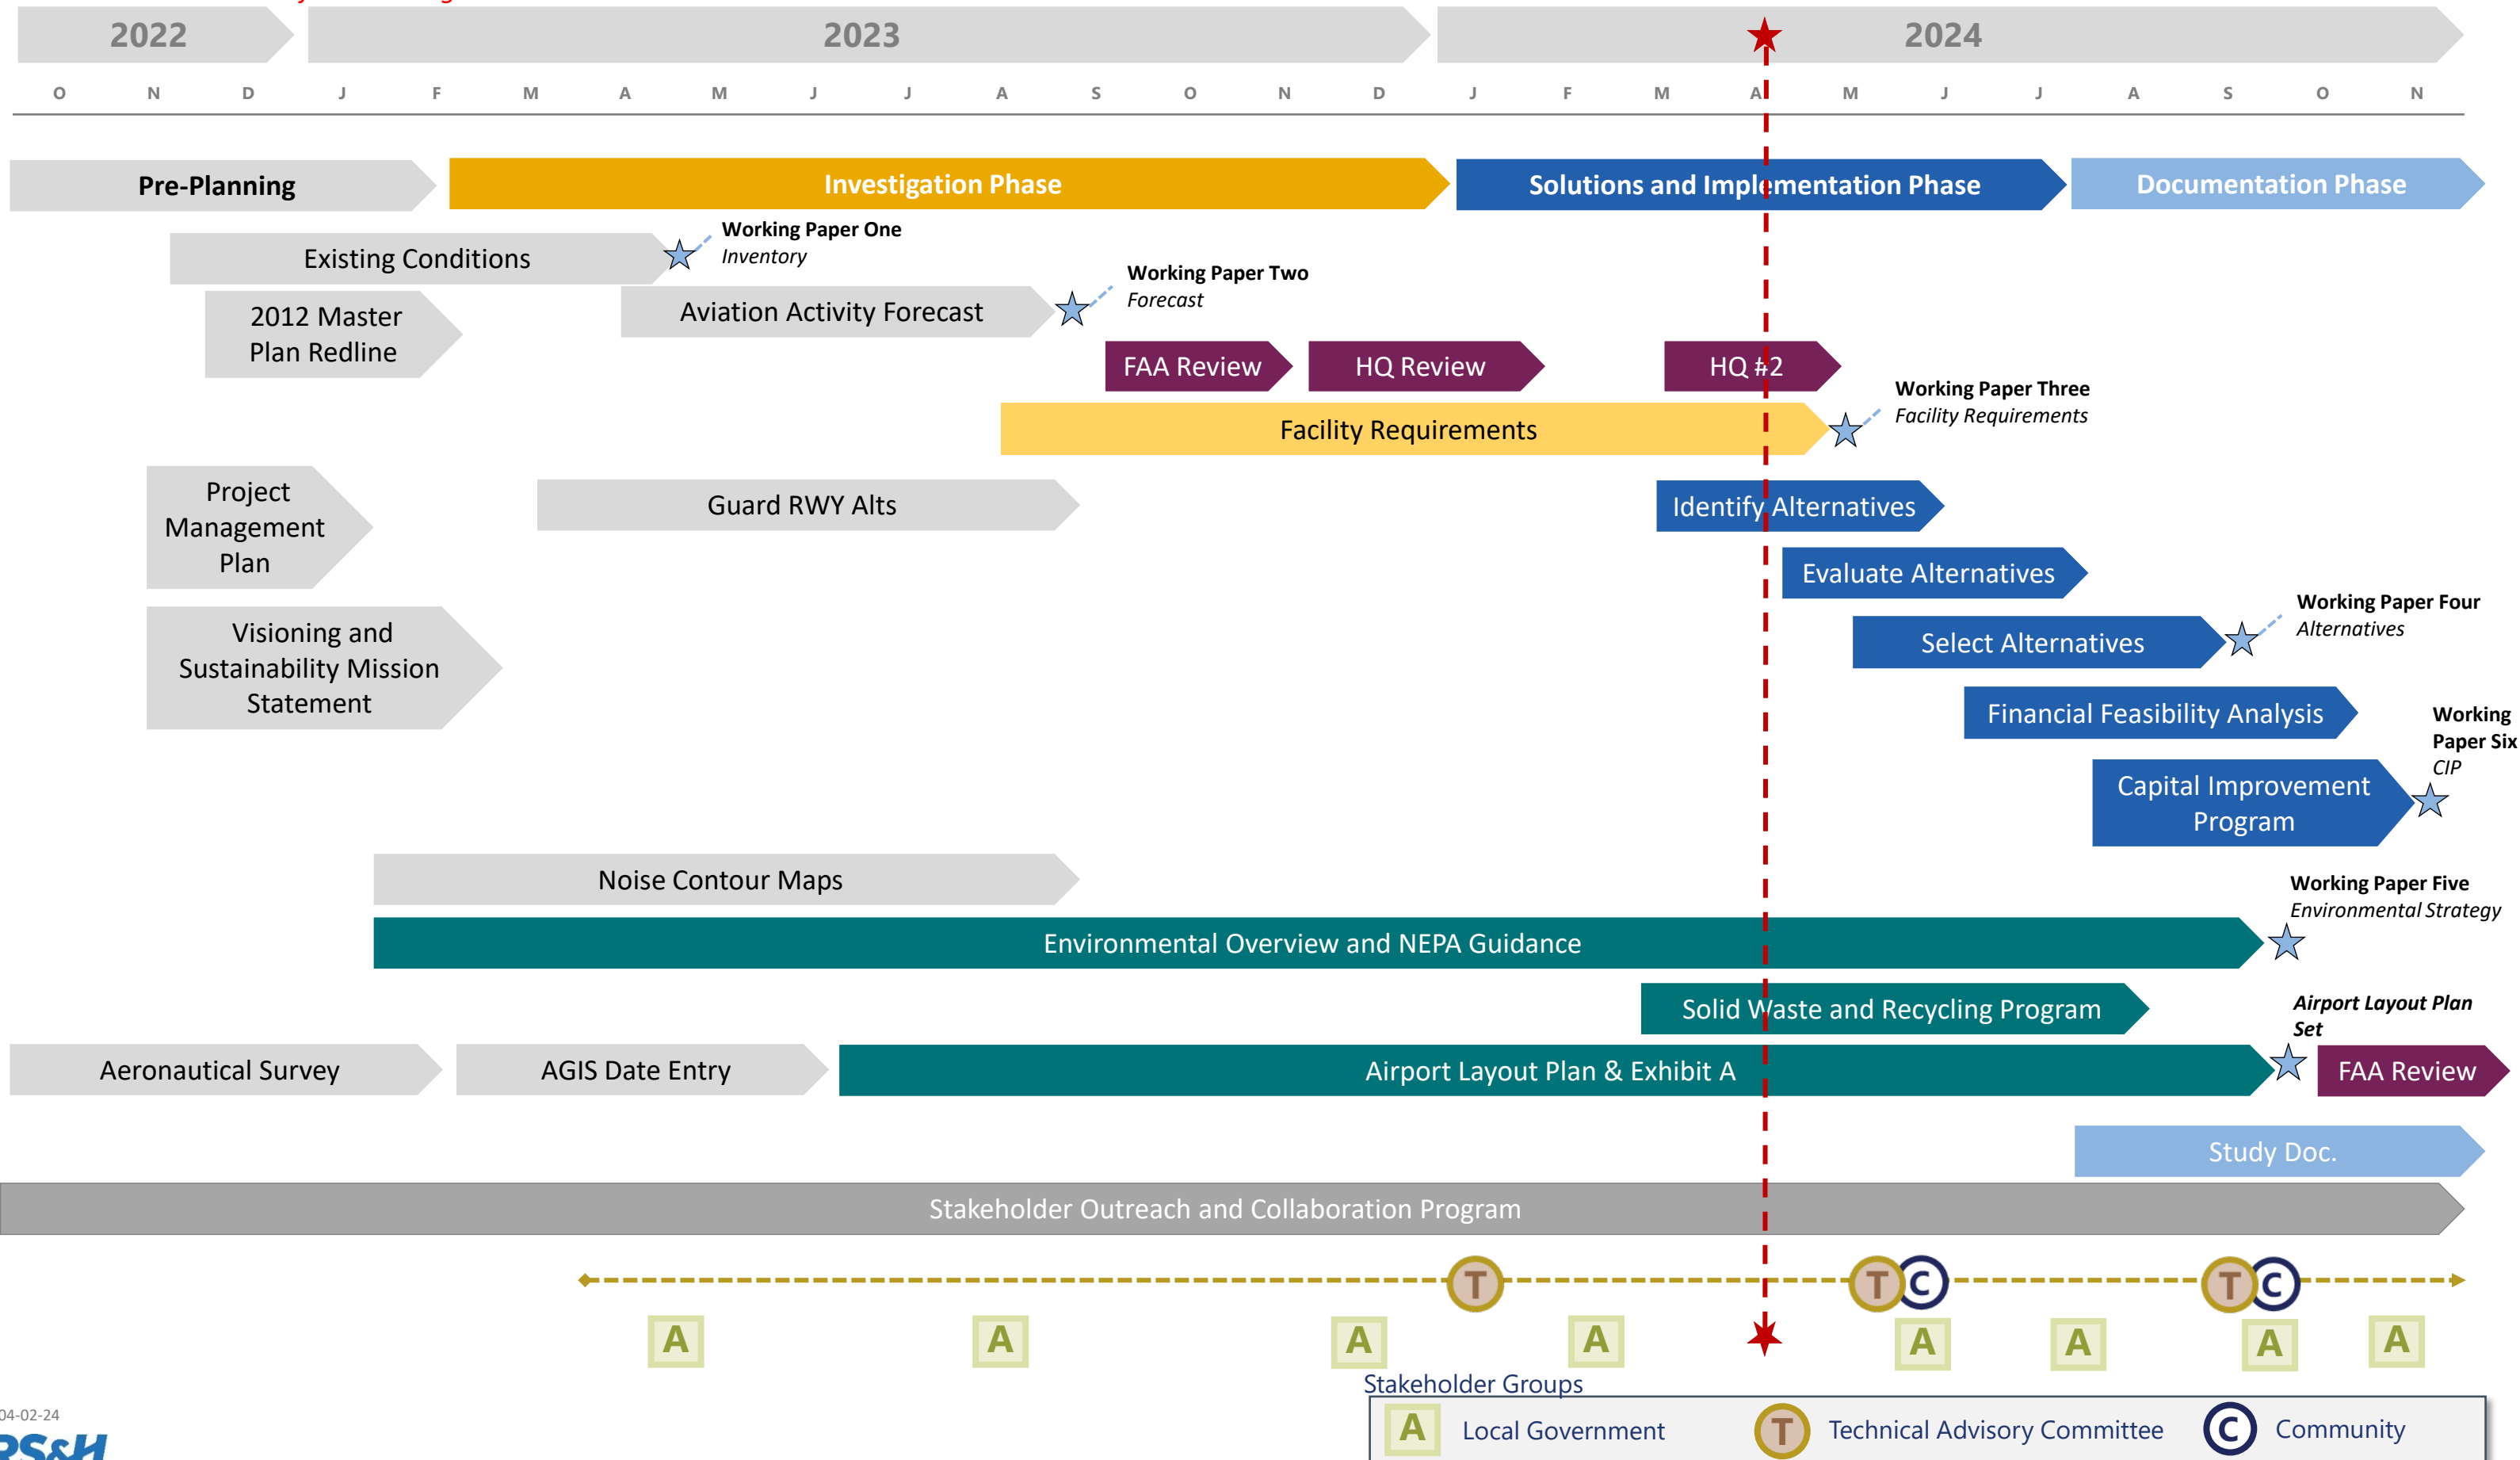 2022 2023 2024
O N D J F M A M J J A S O N D J F M A M J J A S O N
Pre-Planning Investigation Phase Solutions and Implementation Phase Documentation Phase
Existing Conditions
Working Paper One
Inventory
2012 Master
Plan Redline
Aviation Activity Forecast
Working Paper Two
Forecast
FAA Review HQ Review HQ #2
Facility Requirements
Working Paper Three
Facility Requirements
Project
Management
Plan
Guard RWY Alts
Identify Alternatives
Evaluate Alternatives
Visioning and
Sustainability Mission
Statement
Select Alternatives
Working Paper Four
Alternatives
Financial Feasibility Analysis
Working
Paper Six
CIP
Capital Improvement
Program
Noise Contour Maps
Working Paper Five
Environmental Strategy
Environmental Overview and NEPA Guidance
Solid Waste and Recycling Program
Airport Layout Plan
Set
Aeronautical Survey AGIS Date Entry Airport Layout Plan & Exhibit A FAA Review
Study Doc.
Stakeholder Outreach and Collaboration Program
T T C T C
A A A A A A A A
Stakeholder Groups
A Local Government T Technical Advisory Committee C Community
04-02-24
RS&H